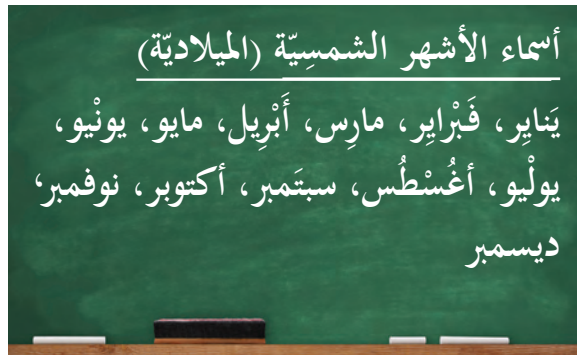 أسماء الأشهر الشمسِيّة (الميلاديّة)
يَنايِر، فَبْرايِر، مارِس، أَبْرِيل، مايو، يونْيو،
يولْيو، أغُسْطُس، سبتَمبر، أكتوبر، نوفمبر،
ديسمبر